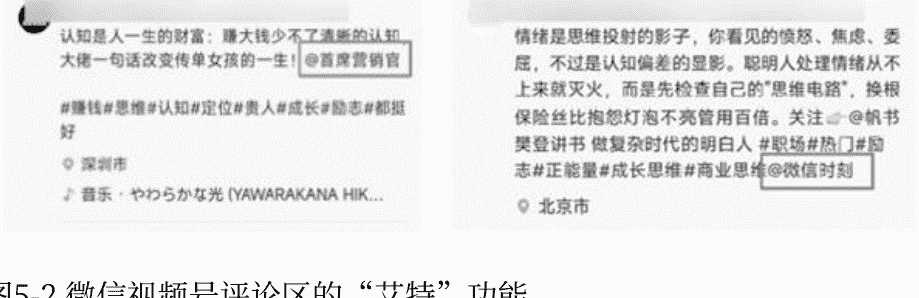 认知是人一生的财富：赚大钱少不了清晰的认知
大佬一句话改变传单女孩的一生！@首席营销官
#赚钱#思维#认知#定位#贵人#成长#励志#都挺
好
深圳市
音乐 · やわらかな光 (YAWARAKANA HIK...
情绪是思维投射的影子，你看见的愤怒、焦虑、委
屈，不过是认知偏差的显影。聪明人处理情绪从不
上来就灭火，而是先检查自己的"思维电路"，换根
保险丝比抱怨灯泡不亮管用百倍。关注👉@帆书
樊登讲书 做复杂时代的明白人 #职场#热门#励
志#正能量#成长思维#商业思维@微信时刻
北京市
图5-2 微信视频号评论区的“艾特”功能